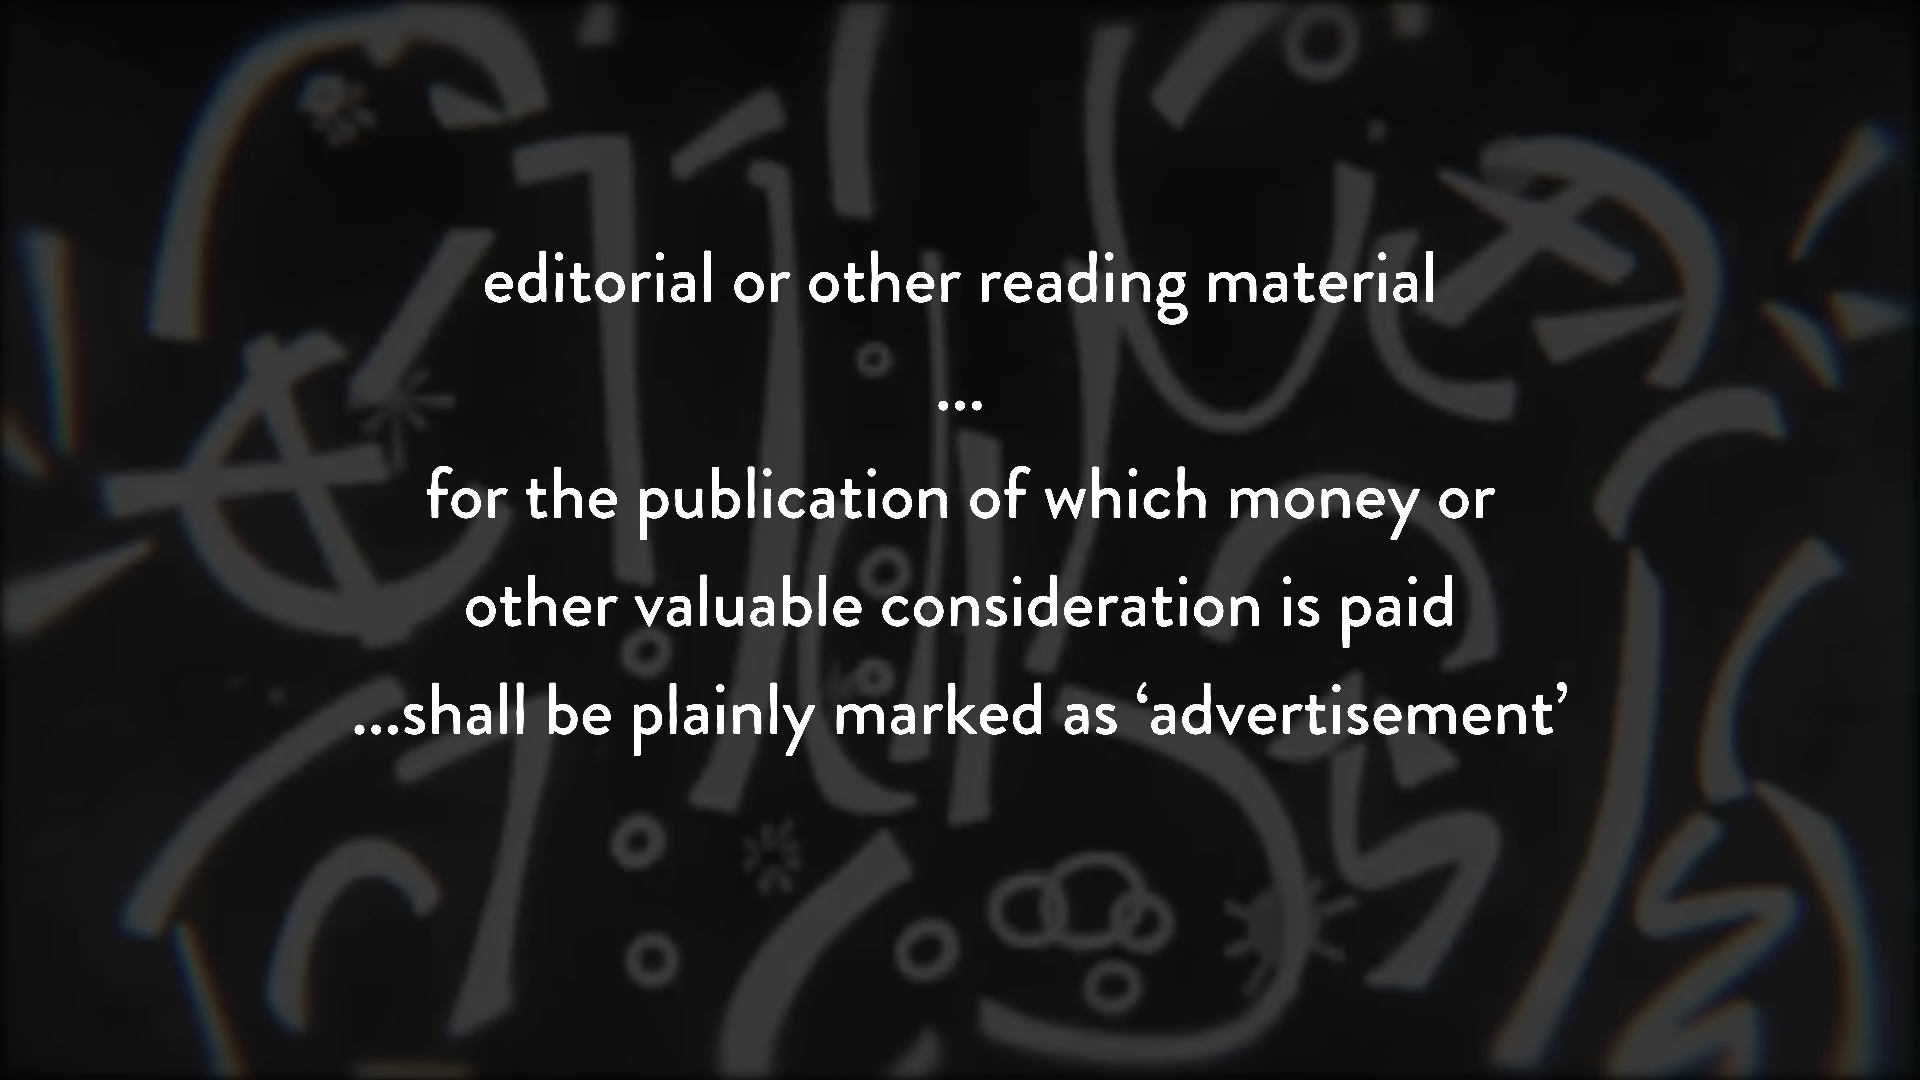 editorial or other reading material
...
for the publication of which money or
other valuable consideration is paid
...shall be plainly marked as ‘advertisement’